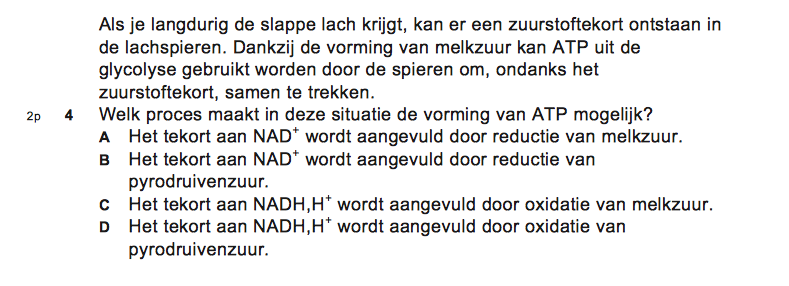 Als je langdurig de slappe lach krijgt, kan er een zuurstoftekort ontstaan in
de lachspieren. Dankzij de vorming van melkzuur kan ATP uit de
glycolyse gebruikt worden door de spieren om, ondanks het
zuurstoftekort, samen te trekken.
2p 4 Welk proces maakt in deze situatie de vorming van ATP mogelijk?
A Het tekort aan NAD⁺ wordt aangevuld door reductie van melkzuur.
B Het tekort aan NAD⁺ wordt aangevuld door reductie van
pyrodruivenzuur.
C Het tekort aan NADH,H⁺ wordt aangevuld door oxidatie van melkzuur.
D Het tekort aan NADH,H⁺ wordt aangevuld door oxidatie van
pyrodruivenzuur.